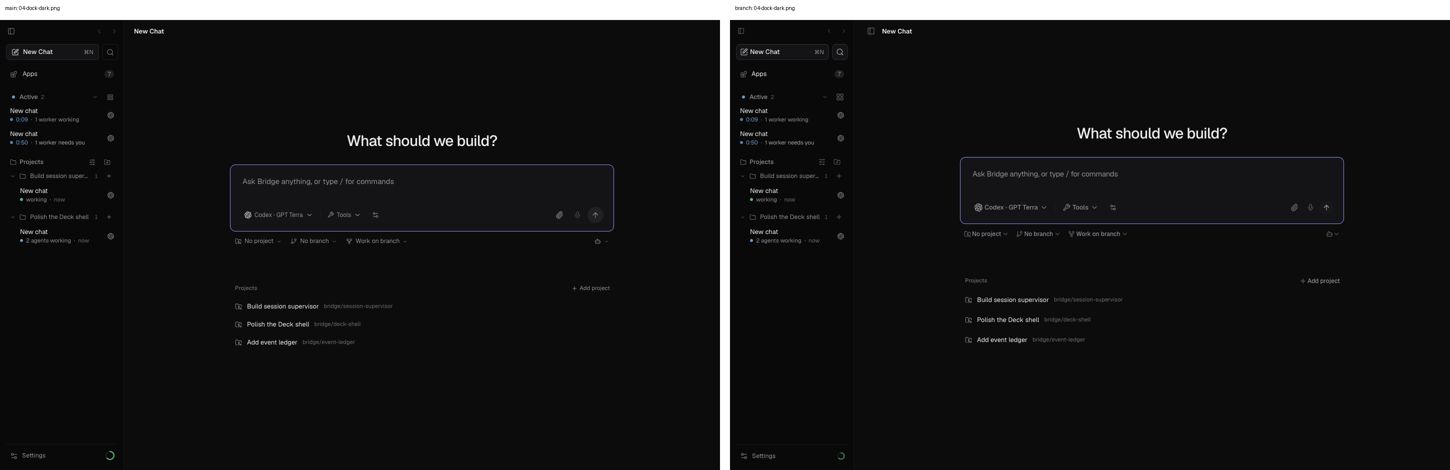 main: 04-dock-dark.png
New Chat
New Chat ⌘N
Apps 7
Active 2
New chat
0:09 · 1 worker working
New chat
0:50 · 1 worker needs you
Projects
Build session super... 1
New chat
working · now
Polish the Deck shell 1
New chat
2 agents working · now
Settings
What should we build?
Ask Bridge anything, or type / for commands
Codex · GPT Terra
Tools
No project
No branch
Work on branch
Projects
+ Add project
Build session supervisor bridge/session-supervisor
Polish the Deck shell bridge/deck-shell
Add event ledger bridge/event-ledger
branch: 04-dock-dark.png
New Chat
New Chat ⌘N
Apps 7
Active 2
New chat
0:09 · 1 worker working
New chat
0:50 · 1 worker needs you
Projects
Build session super... 1
New chat
working · now
Polish the Deck shell 1
New chat
2 agents working · now
Settings
What should we build?
Ask Bridge anything, or type / for commands
Codex · GPT Terra
Tools
No project
No branch
Work on branch
Projects
+ Add project
Build session supervisor bridge/session-supervisor
Polish the Deck shell bridge/deck-shell
Add event ledger bridge/event-ledger